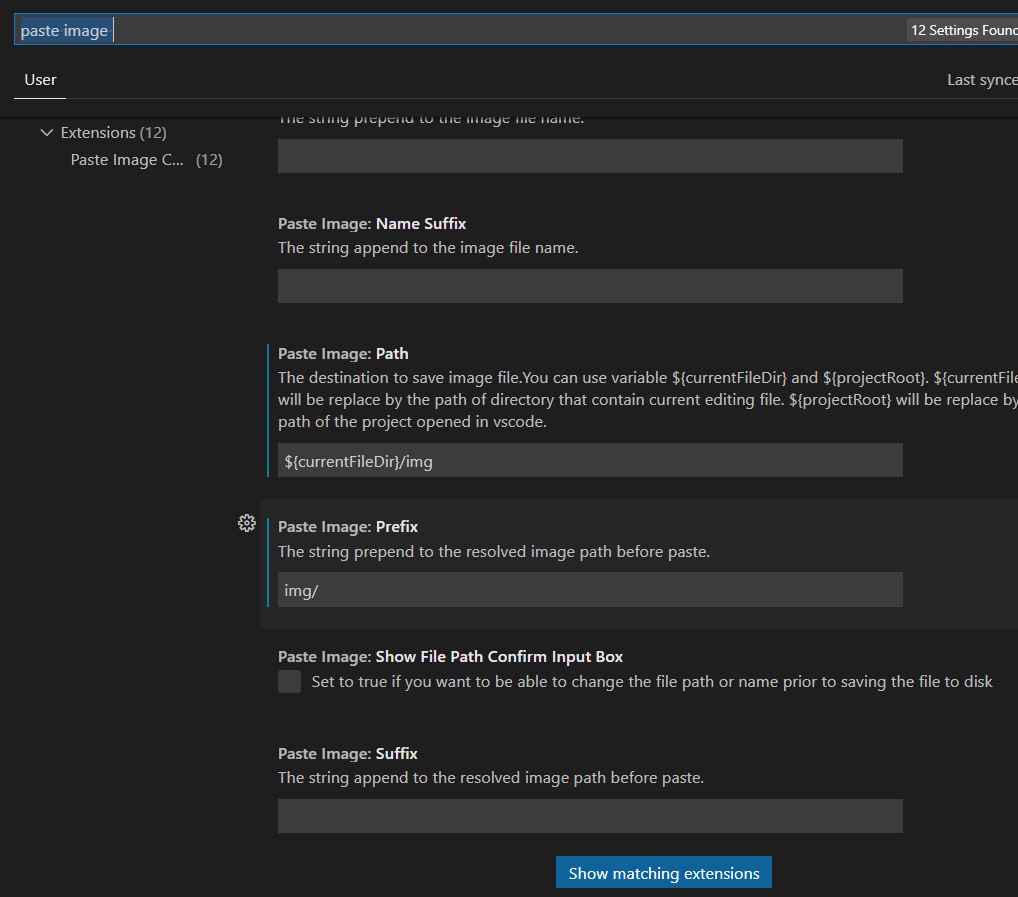 paste image
12 Settings Found
User
Last synce
Extensions (12)
Paste Image C... (12)
The string prepend to the image file name.
Paste Image: Name Suffix
The string append to the image file name.
Paste Image: Path
The destination to save image file.You can use variable ${currentFileDir} and ${projectRoot}. ${currentFile
will be replace by the path of directory that contain current editing file. ${projectRoot} will be replace by
path of the project opened in vscode.
${currentFileDir}/img
Paste Image: Prefix
The string prepend to the resolved image path before paste.
img/
Paste Image: Show File Path Confirm Input Box
Set to true if you want to be able to change the file path or name prior to saving the file to disk
Paste Image: Suffix
The string append to the resolved image path before paste.
Show matching extensions